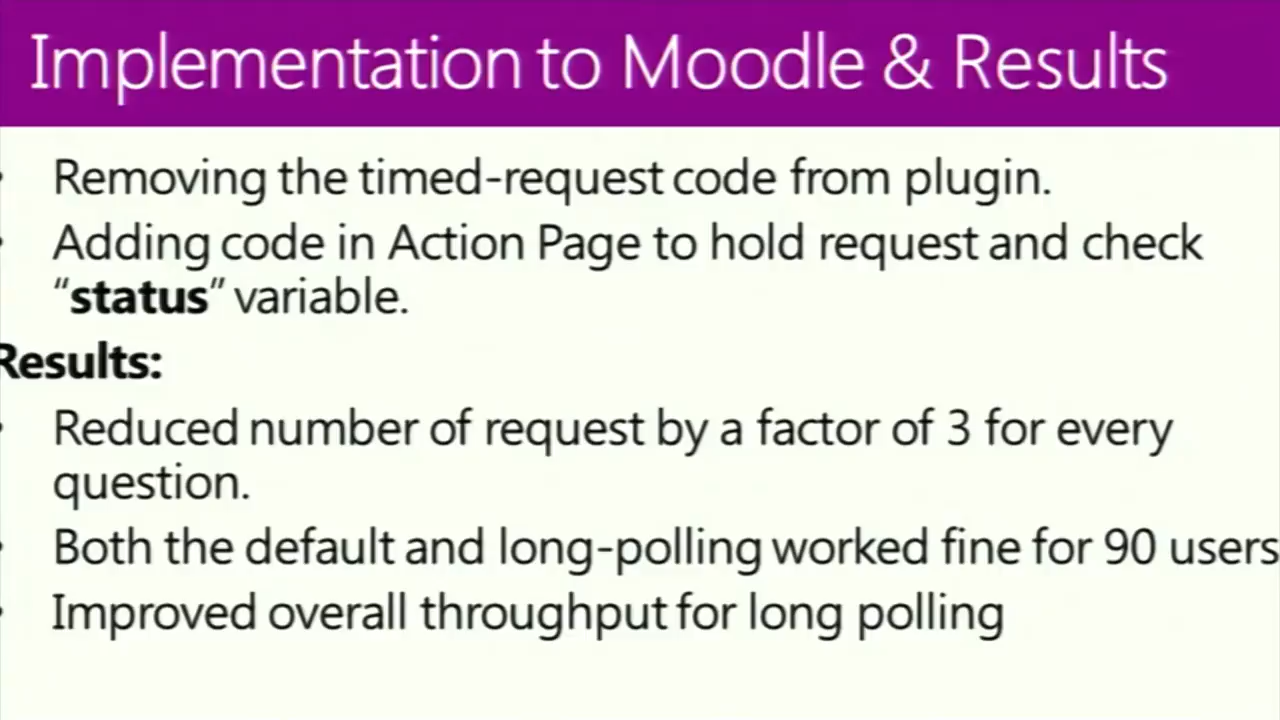 Implementation to Moodle & Results
• Removing the timed-request code from plugin.
• Adding code in Action Page to hold request and check
“status” variable.
Results:
• Reduced number of request by a factor of 3 for every
question.
• Both the default and long-polling worked fine for 90 users
• Improved overall throughput for long polling